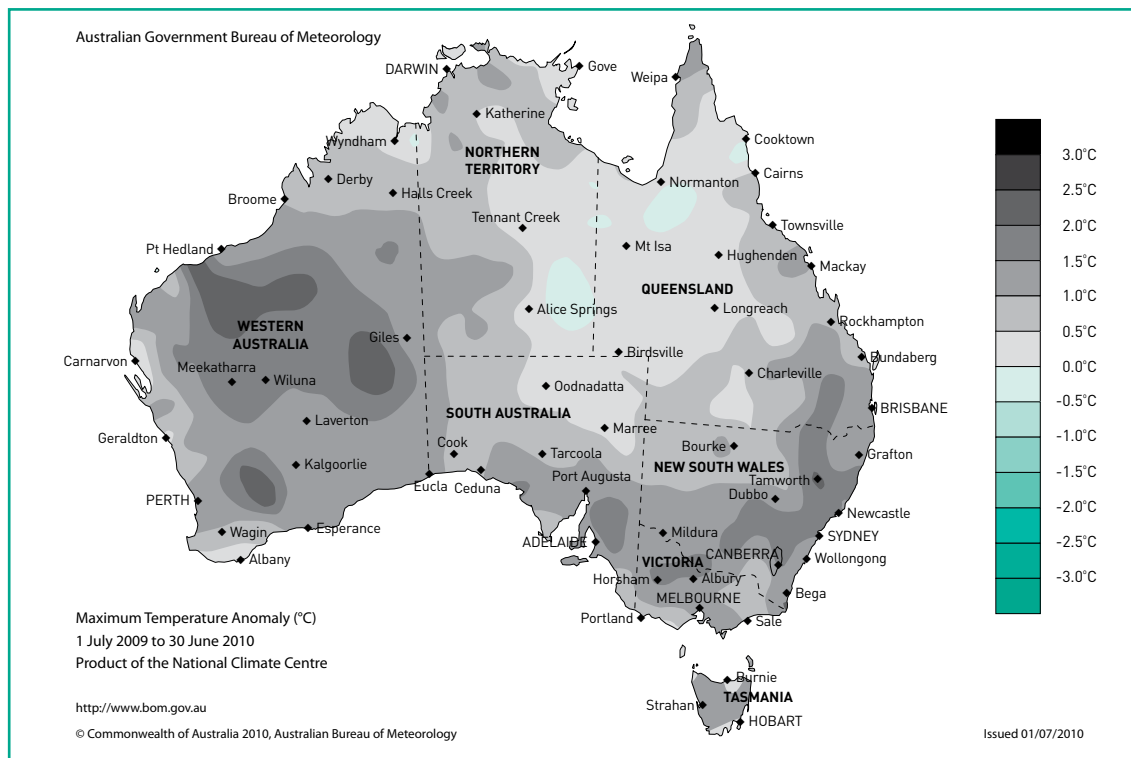 Australian Government Bureau of Meteorology
DARWIN
Gove
Weipa
Katherine
Wyndham
NORTHERN
TERRITORY
Cooktown
Cairns
Derby
Halls Creek
Normanton
Broome
Tennant Creek
Townsville
Pt Hedland
Mt Isa
Hughenden
Mackay
QUEENSLAND
Alice Springs
Longreach
Rockhampton
WESTERN
AUSTRALIA
Giles
Carnarvon
Meekatharra
Wiluna
Birdsville
Bundaberg
Charleville
Oodnadatta
BRISBANE
SOUTH AUSTRALIA
Laverton
Marree
Geraldton
Cook
Tarcoola
Bourke
Grafton
Kalgoorlie
NEW SOUTH WALES
Port Augusta
Tamworth
Eucla
Ceduna
Dubbo
PERTH
Newcastle
Wagin
Esperance
Mildura
SYDNEY
ADELAIDE
CANBERRA
Wollongong
Albany
VICTORIA
Horsham
Albury
MELBOURNE
Bega
Portland
Sale
Burnie
Strahan
TASMANIA
HOBART
3.0°C
2.5°C
2.0°C
1.5°C
1.0°C
0.5°C
0.0°C
-0.5°C
-1.0°C
-1.5°C
-2.0°C
-2.5°C
-3.0°C
Maximum Temperature Anomaly (°C)
1 July 2009 to 30 June 2010
Product of the National Climate Centre
http://www.bom.gov.au
© Commonwealth of Australia 2010, Australian Bureau of Meteorology
Issued 01/07/2010